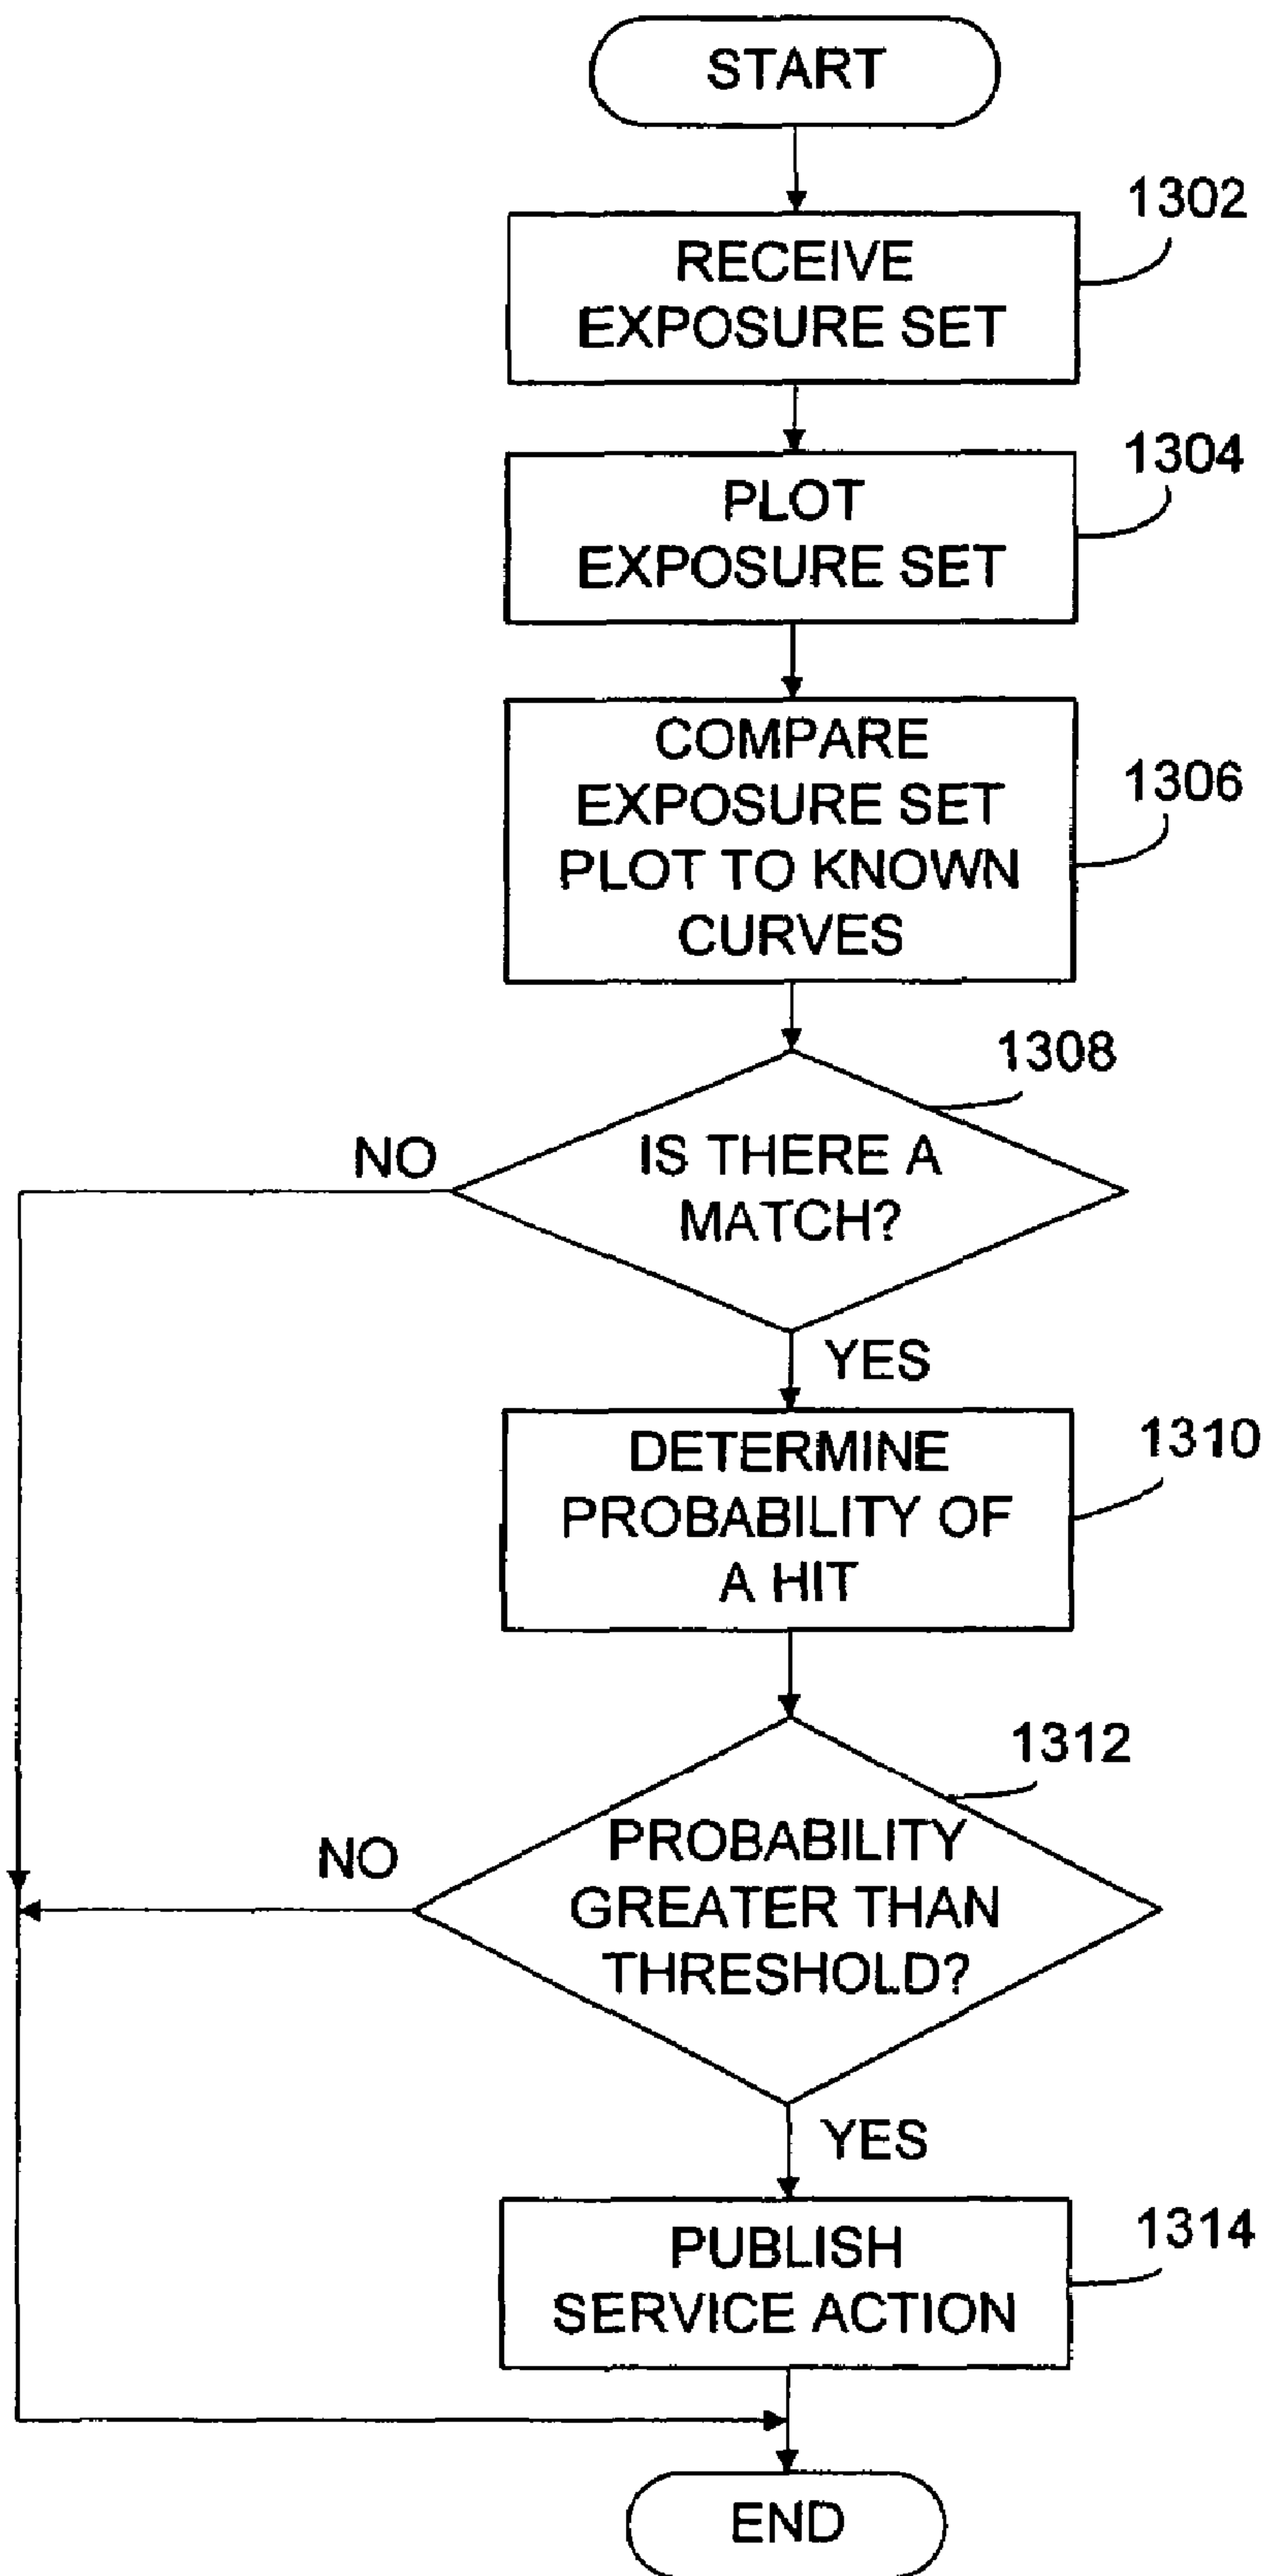 START
1302
RECEIVE
EXPOSURE SET
1304
PLOT
EXPOSURE SET
1306
COMPARE
EXPOSURE SET
PLOT TO KNOWN
CURVES
1308
NO
IS THERE A
MATCH?
YES
1310
DETERMINE
PROBABILITY OF
A HIT
1312
NO
PROBABILITY
GREATER THAN
THRESHOLD?
YES
1314
PUBLISH
SERVICE ACTION
END